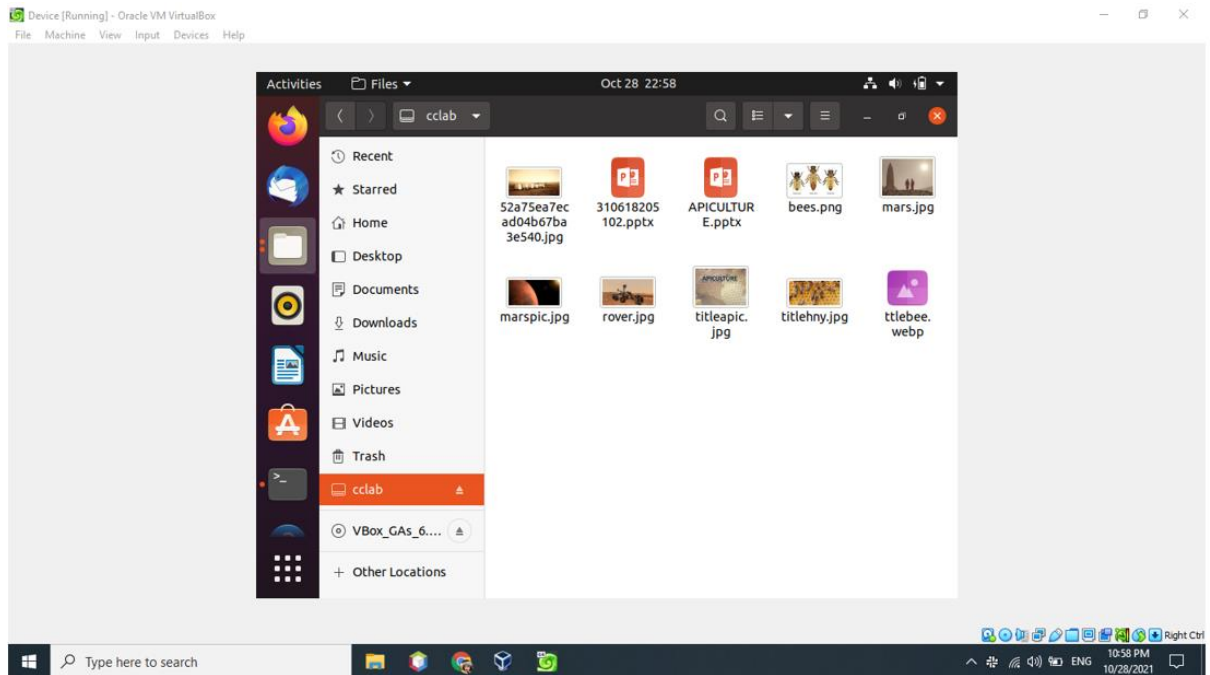 Device [Running] - Oracle VM VirtualBox
File Machine View Input Devices Help
Activities Files Oct 28 22:58
cclab
Recent
Starred
Home
Desktop
Documents
Downloads
Music
Pictures
Videos
Trash
cclab
VBox_GAs_6....
+ Other Locations
52a75ea7ec
ad04b67ba
3e540.jpg
310618205
102.pptx
APICULTUR
E.pptx
bees.png
mars.jpg
marspic.jpg
rover.jpg
APICULTURE
titleapic.
jpg
titlehny.jpg
ttlebee.
webp
Right Ctrl
Type here to search
ENG
10:58 PM
10/28/2021